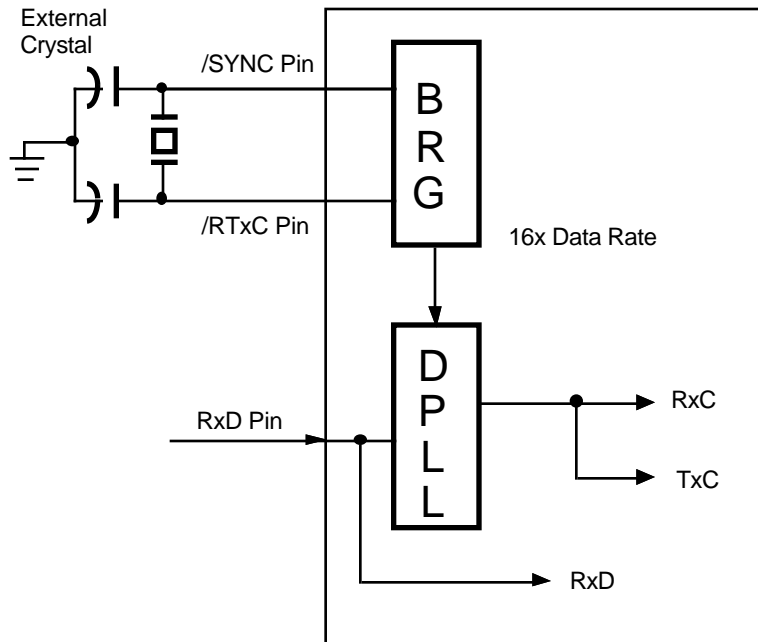 External
Crystal
/SYNC Pin
B
R
G
/RTxC Pin
16x Data Rate
D
P
L
L
RxC
RxD Pin
TxC
RxD